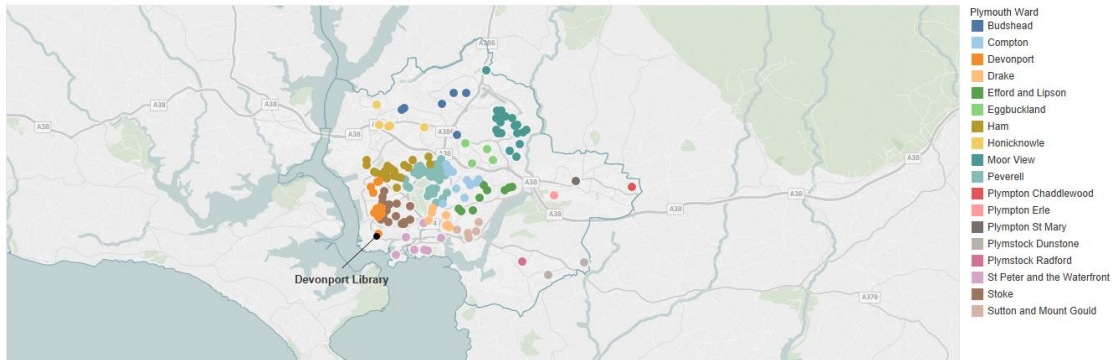 Plymouth Ward
Budshead
Compton
Devonport
Drake
Efford and Lipson
Eggbuckland
Ham
Honicknowle
Moor View
Peverell
Plympton Chaddlewood
Plympton Erle
Plympton St Mary
Plymstock Dunstone
Plymstock Radford
St Peter and the Waterfront
Stoke
Sutton and Mount Gould
A386
A38
A38
A38
A38
A38
A38
A38
A38
A38
A379
Devonport Library